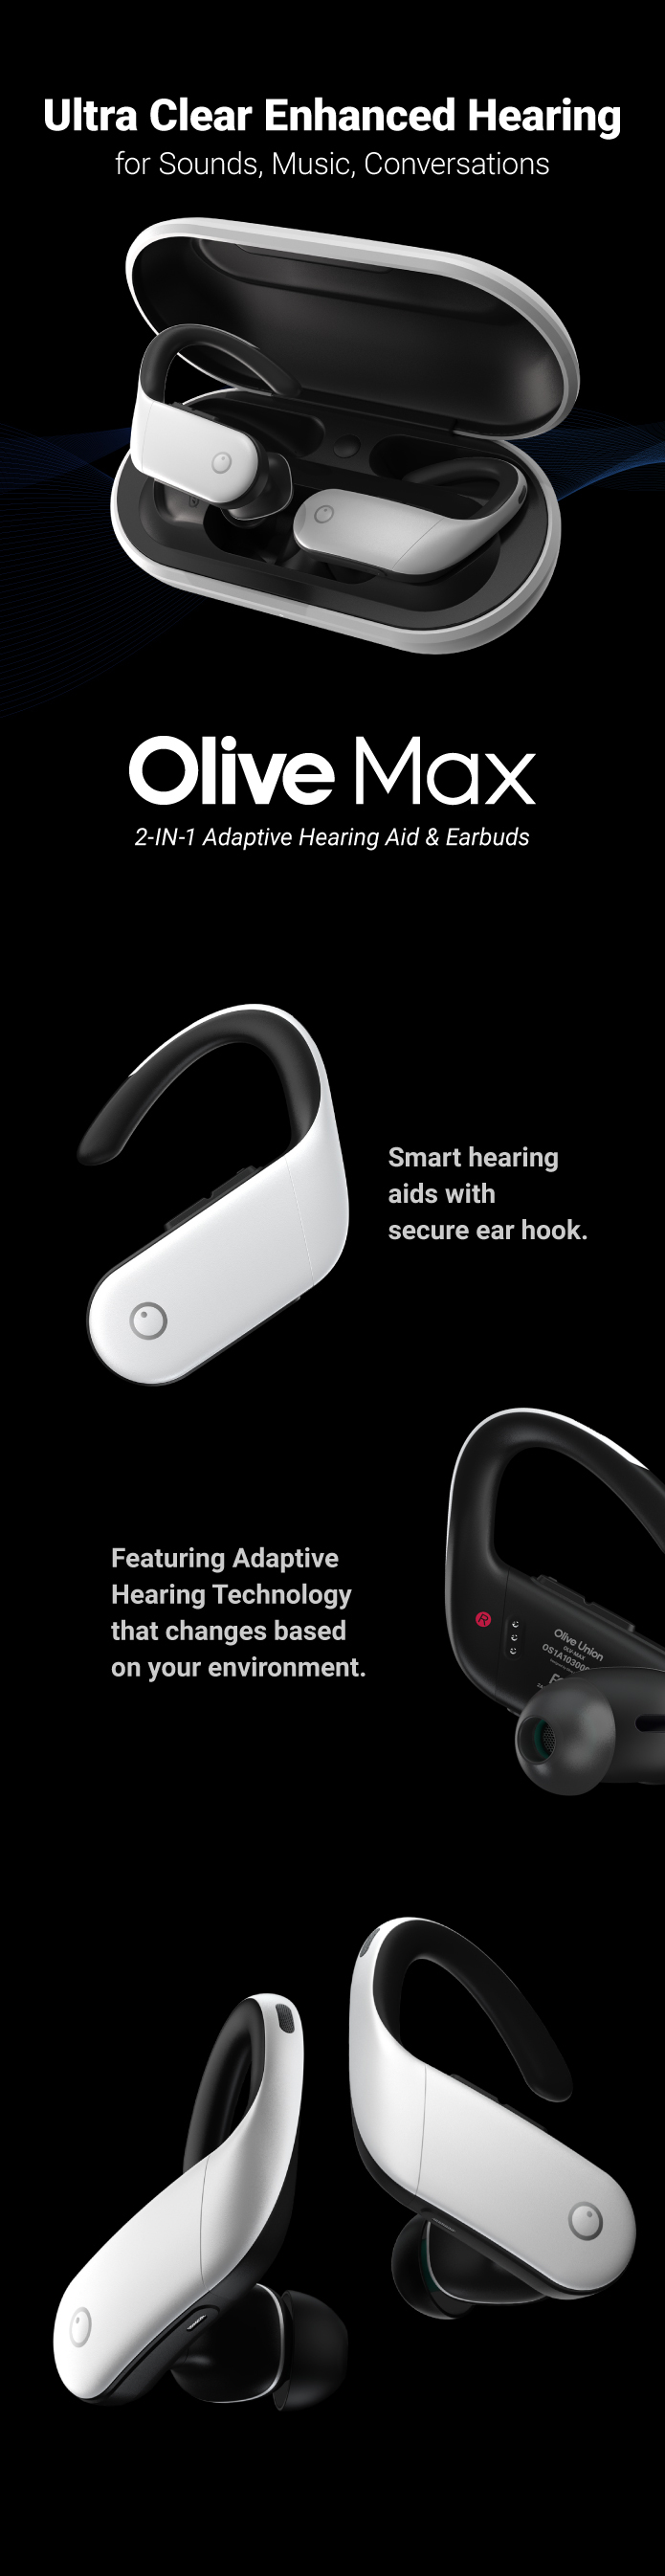 Ultra Clear Enhanced Hearing
for Sounds, Music, Conversations
Olive Max
2-IN-1 Adaptive Hearing Aid & Earbuds
Smart hearing
aids with
secure ear hook.
Featuring Adaptive
Hearing Technology
that changes based
on your environment.
R
Olive Union